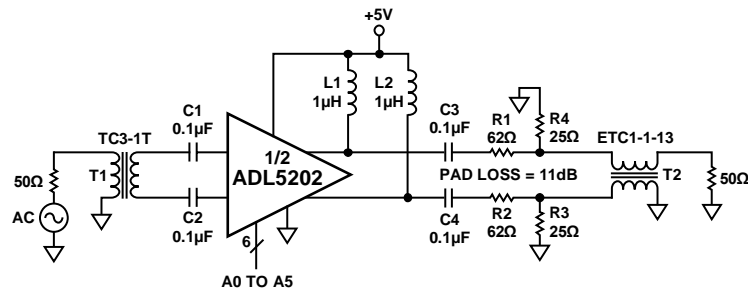 +5V
L1
1µH
L2
1µH
C1
0.1µF
C3
0.1µF
R1
62Ω
R4
25Ω
TC3-1T
T1
50Ω
AC
1/2
ADL5202
PAD LOSS = 11dB
ETC1-1-13
T2
50Ω
C2
0.1µF
C4
0.1µF
R2
62Ω
R3
25Ω
6
A0 TO A5